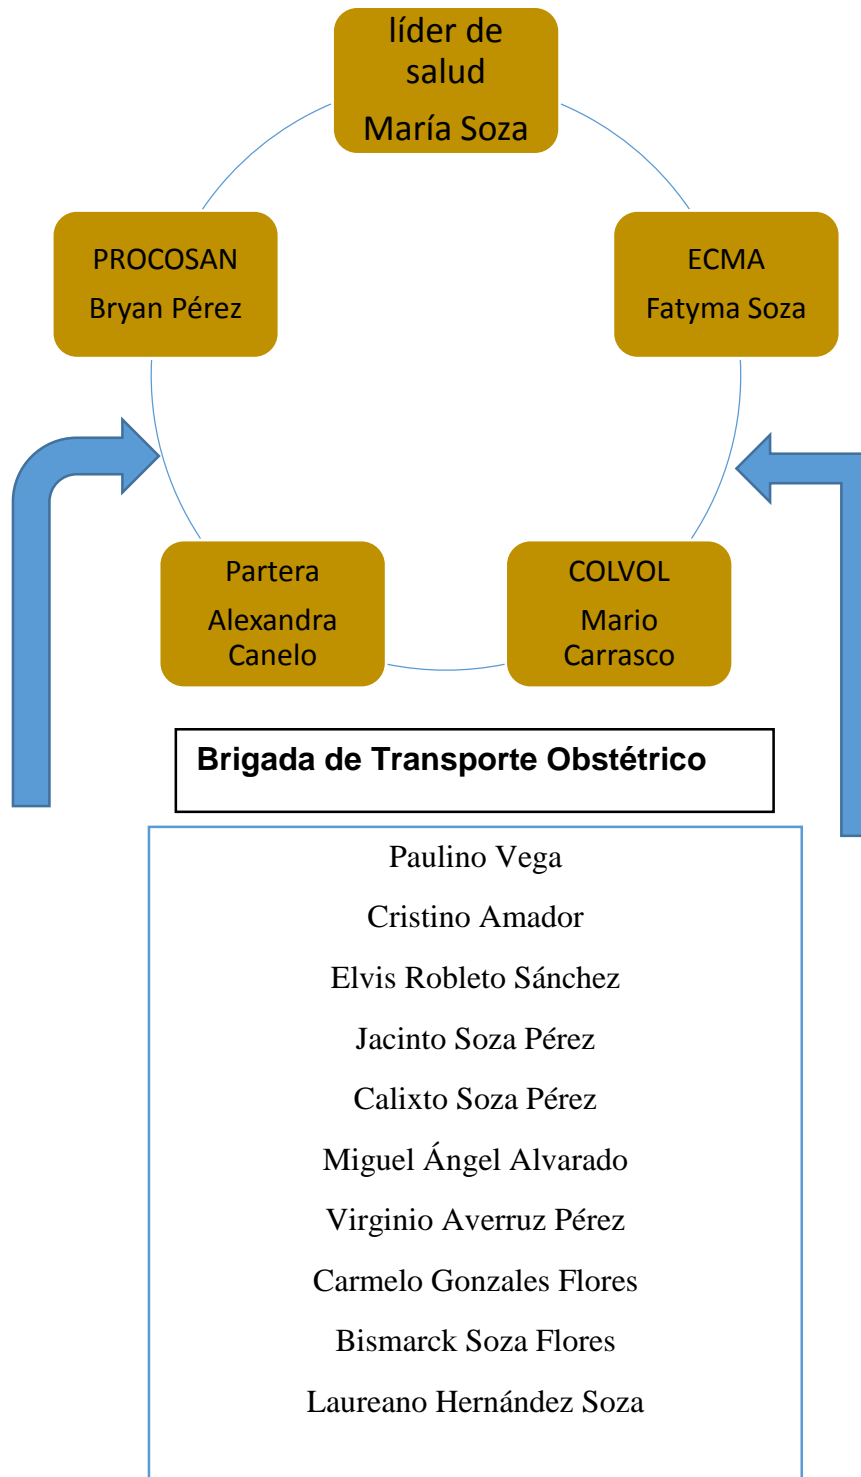 líder de
salud
María Soza
PROCOSAN
Bryan Pérez
ECMA
Fatyma Soza
Partera
Alexandra
Canelo
COLVOL
Mario
Carrasco
Brigada de Transporte Obstétrico
Paulino Vega
Cristino Amador
Elvis Robleto Sánchez
Jacinto Soza Pérez
Calixto Soza Pérez
Miguel Ángel Alvarado
Virginio Averruz Pérez
Carmelo Gonzales Flores
Bismarck Soza Flores
Laureano Hernández Soza